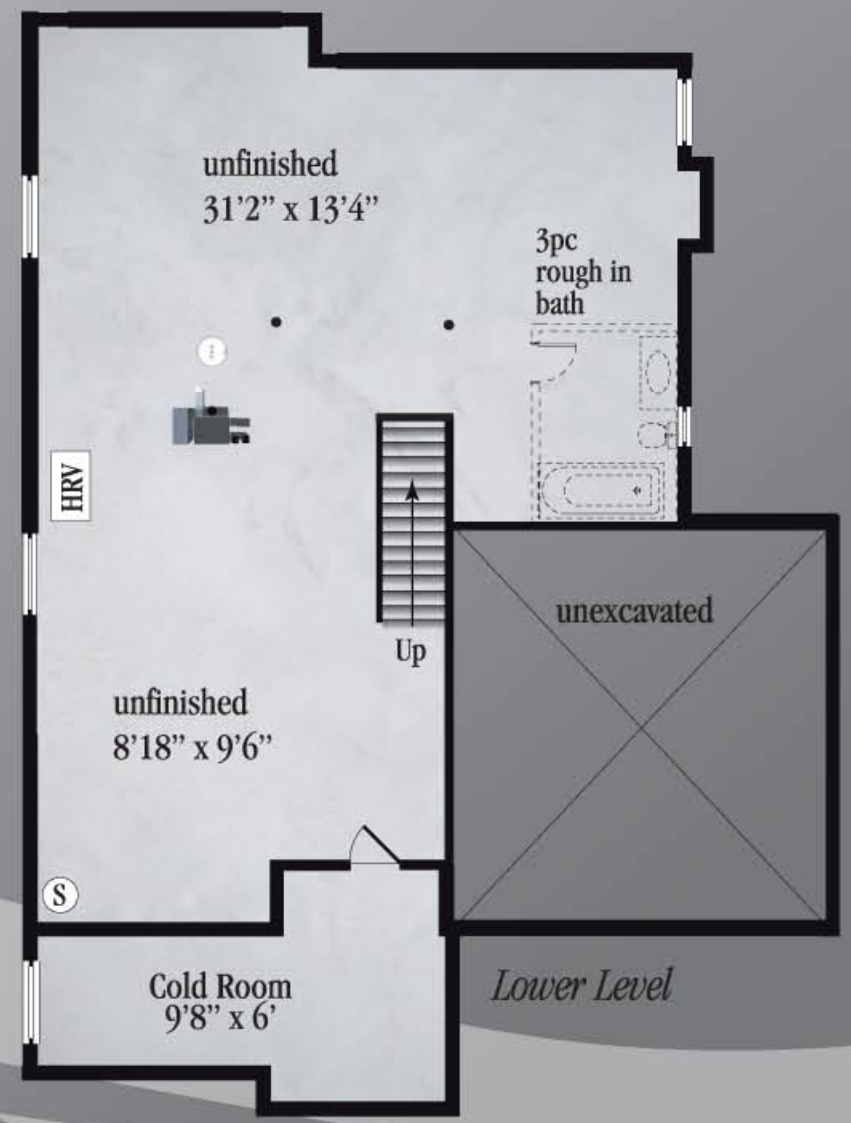 unfinished
31'2” x 13'4”
3pc
rough in
bath
HRV
Up
unexcavated
unfinished
8'18” x 9'6”
S
Cold Room
9'8” x 6'
Lower Level